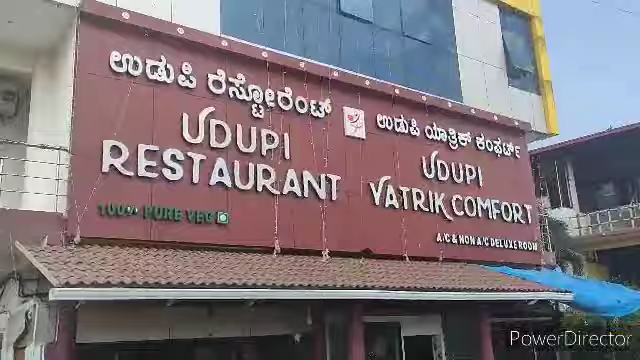 ಉಡುಪಿ ರೆಸ್ಟೋರೆಂಟ್
UDUPI
RESTAURANT
100% PURE VEG
ಉಡುಪಿ ಯಾತ್ರಿಕ್ ಕಂಫರ್ಟ್ಸ್
UDUPI
YATRIK COMFORT
A/C & NON A/C DELUXE ROOM
PowerDirector